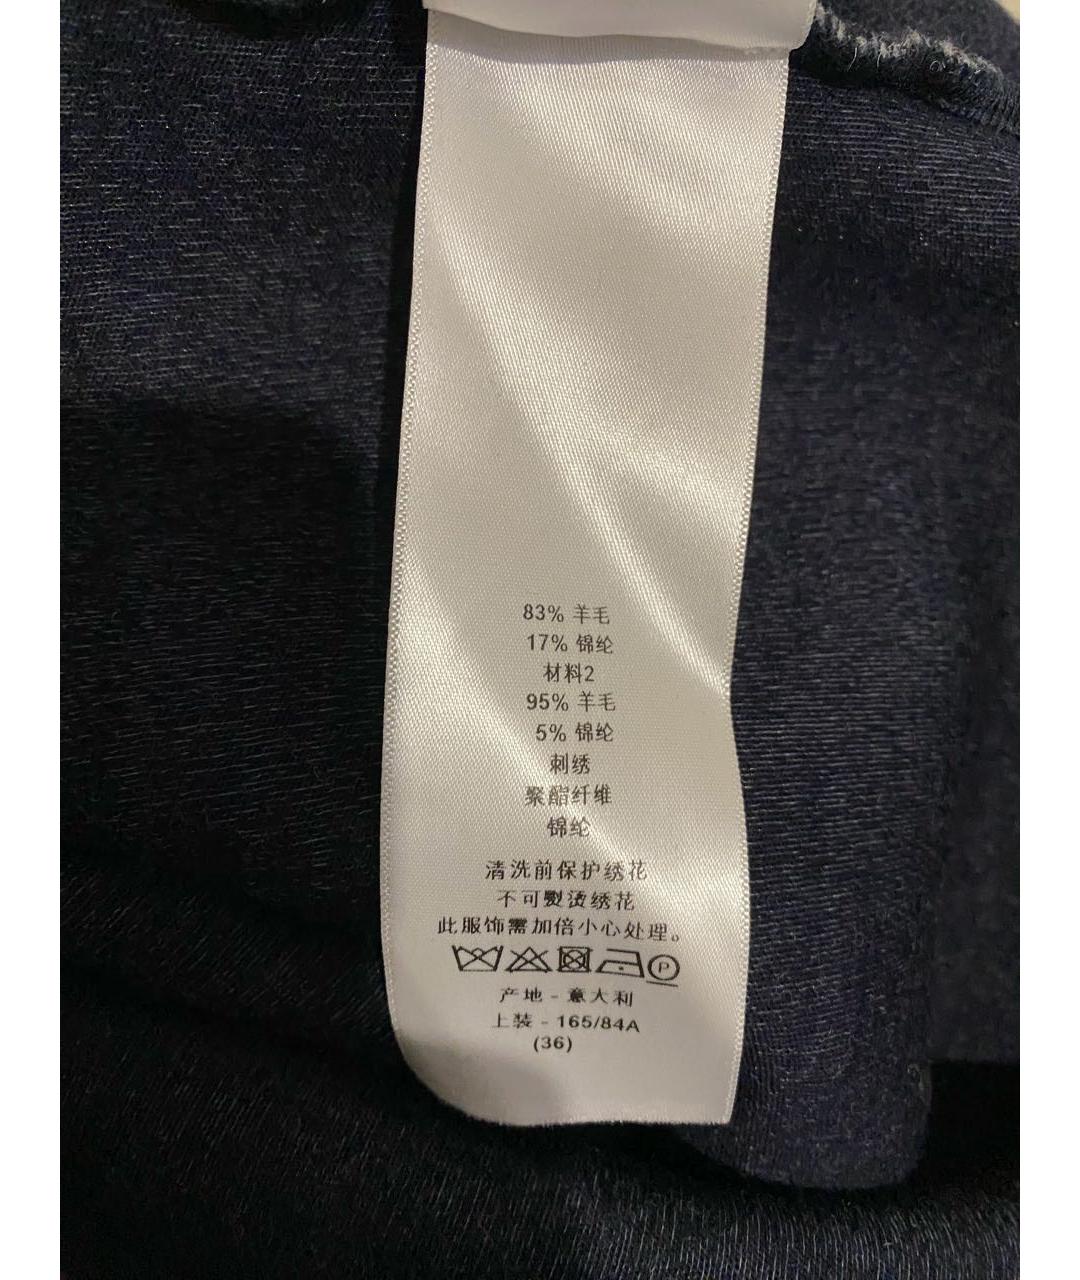 83% 羊毛
17% 锦纶
材料2
95% 羊毛
5% 锦纶
刺绣
聚酯纤维
锦纶
清洗前保护绣花
不可熨烫绣花
此服饰需加倍小心处理。
P
产地 - 意大利
上装 - 165/84A
(36)